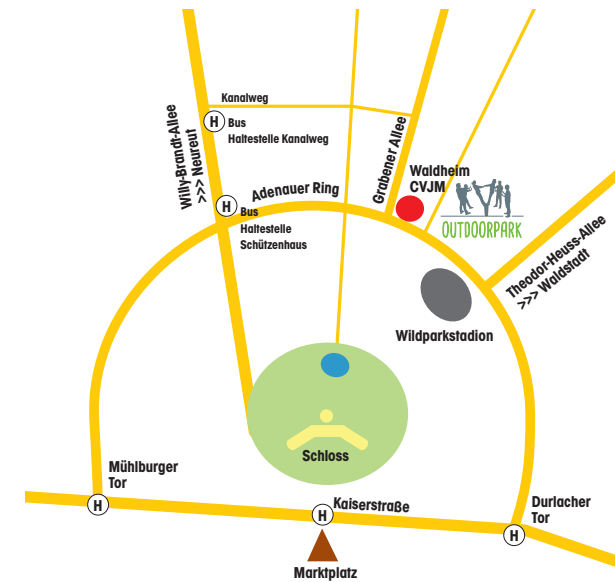 Kanalweg
H Bus
Haltestelle Kanalweg
Willy-Brandt-Allee
>>> Neureut
Grabener Allee
Waldheim
CVJM
Adenauer Ring
H Bus
Haltestelle
Schützenhaus
OUTDOORPARK
Theodor-Heuss-Allee
>>> Waldstadt
Wildparkstadion
Schloss
Mühlburger
Tor
H
Kaiserstraße
H
Durlacher
Tor
H
Marktplatz